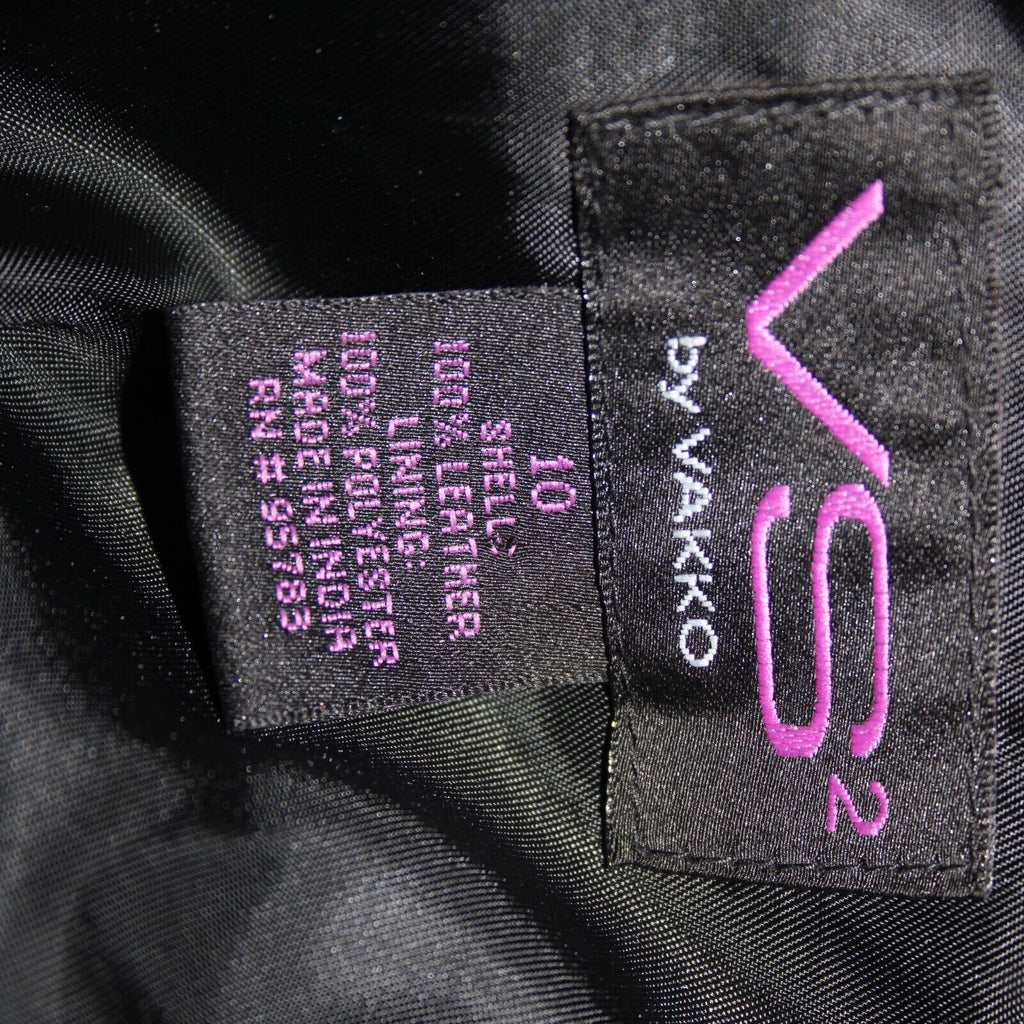 VS²
by VAKKO
10
SHELL:
100% LEATHER
LINING:
100% POLYESTER
MADE IN INDIA
RN # 95783